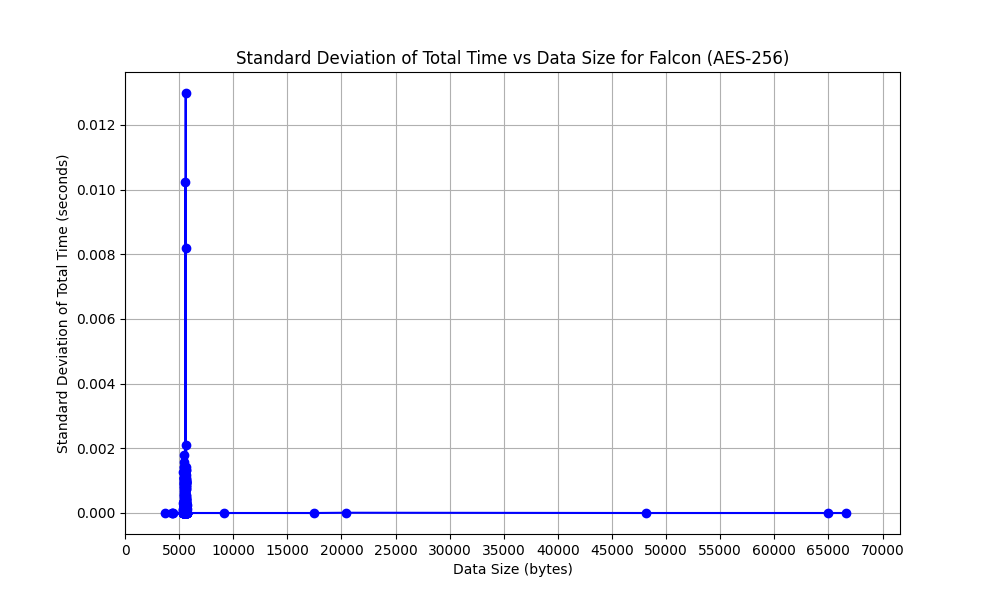 Standard Deviation of Total Time vs Data Size for Falcon (AES-256)
Standard Deviation of Total Time (seconds)
0.012
0.010
0.008
0.006
0.004
0.002
0.000
0 5000 10000 15000 20000 25000 30000 35000 40000 45000 50000 55000 60000 65000 70000
Data Size (bytes)